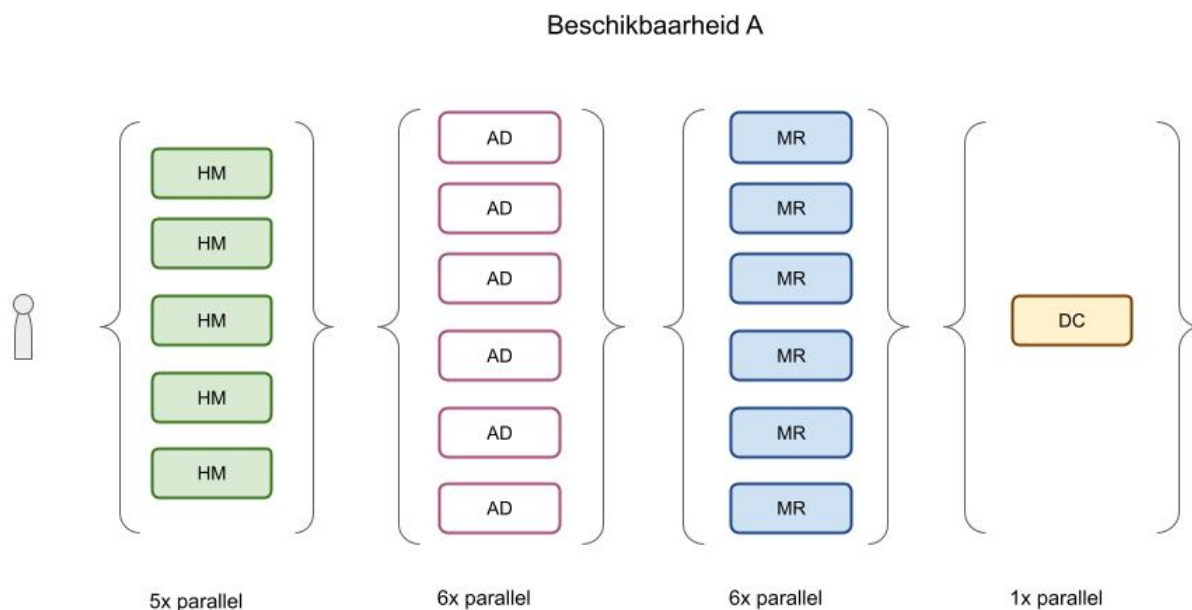 Beschikbaarheid A
HM
HM
HM
HM
HM
5x parallel
AD
AD
AD
AD
AD
AD
6x parallel
MR
MR
MR
MR
MR
MR
6x parallel
DC
1x parallel